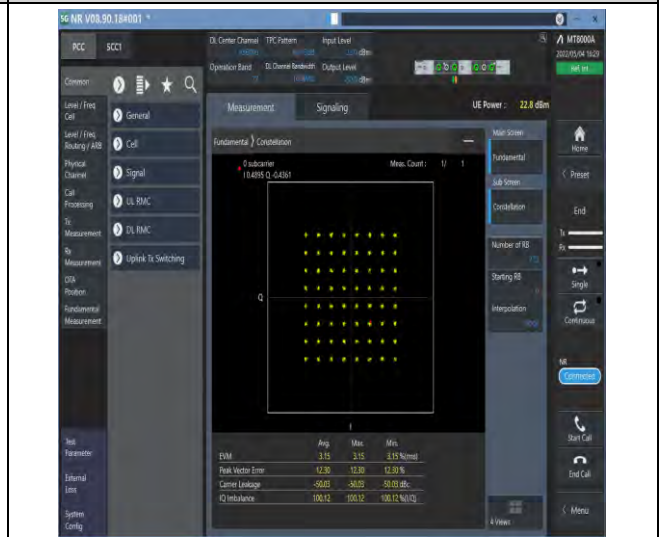 5G NR V08.90.18#001 *
PCC SCC1
DL Center Channel TPC Pattern Input Level
dBm
Operation Band DL Channel Bandwidth Output Level
dBm
MT8000A
2022/05/04 16:29
Common
Level / Freq.
Cell
Level / Freq.
Routing / ARB
Physical
Channel
Call
Processing
Tx
Measurement
Rx
Measurement
OTA
Position
Fundamental
Measurement
Test
Parameter
External
Loss
System
Config
General
Cell
Signal
UL RMC
DL RMC
Uplink Tx Switching
Measurement Signaling UE Power : 22.8 dBm
Fundamental Constellation
0 subcarrier Meas. Count : 1/ 1
I 0.4895 Q -0.4361
Q
I
Avg. Max. Min.
EVM 3.15 3.15 3.15 %(rms)
Peak Vector Error 12.30 12.30 12.30 %
Carrier Leakage -50.03 -50.03 -50.03 dBc
IQ Imbalance 100.12 100.12 100.12 %(I/Q)
Main Screen
Fundamental
Sub Screen
Constellation
Number of RB
Starting RB
Interpolation
4 Views
Home
Preset
End
Tx
Rx
Single
Continuous
NR
Connected
Start Call
End Call
Menu